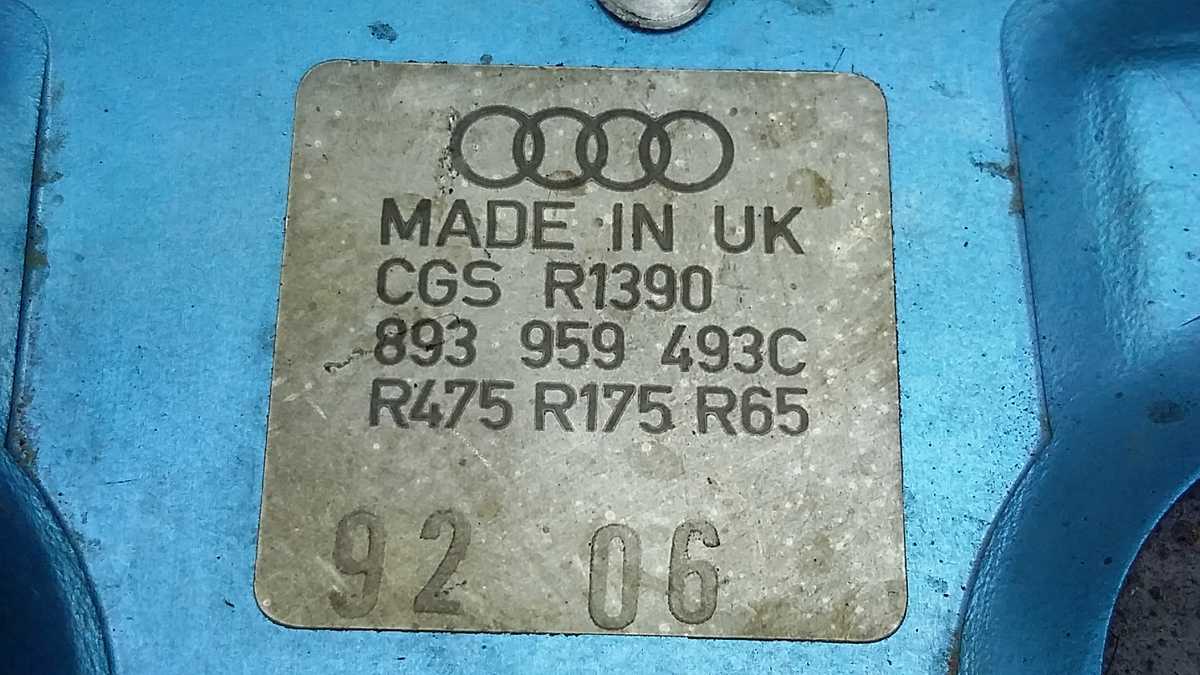 MADE IN UK
CGS R1390
893 959 493C
R475 R175 R65
92 06